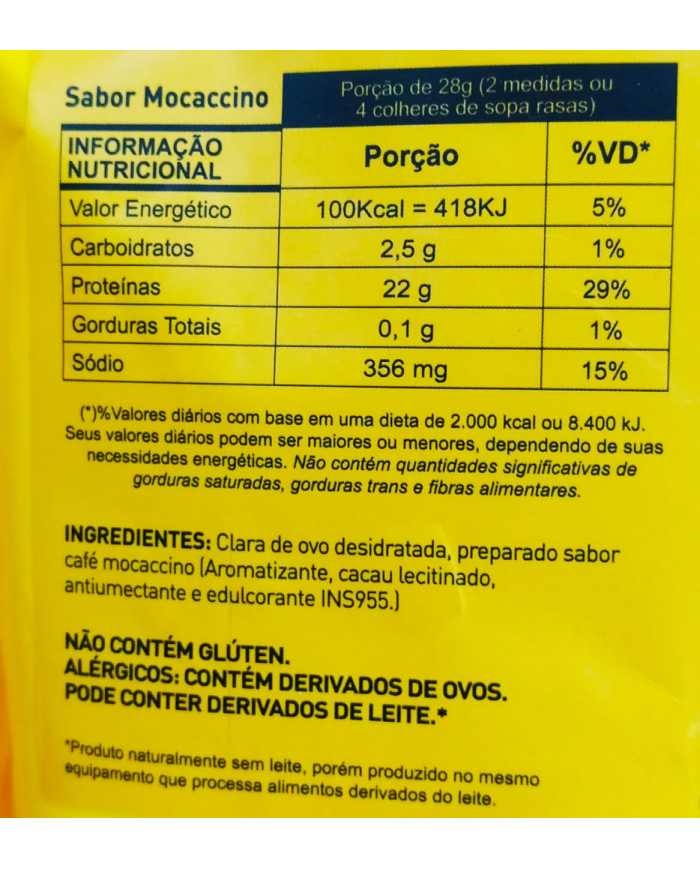 Sabor Mocaccino
Porção de 28g (2 medidas ou
4 colheres de sopa rasas)
INFORMAÇÃO
NUTRICIONAL
Porção
%VD*
Valor Energético 100Kcal = 418KJ 5%
Carboidratos 2,5 g 1%
Proteínas 22 g 29%
Gorduras Totais 0,1 g 1%
Sódio 356 mg 15%
(*)%Valores diários com base em uma dieta de 2.000 kcal ou 8.400 kJ.
Seus valores diários podem ser maiores ou menores, dependendo de suas
necessidades energéticas. Não contém quantidades significativas de
gorduras saturadas, gorduras trans e fibras alimentares.
INGREDIENTES: Clara de ovo desidratada, preparado sabor
café mocaccino (Aromatizante, cacau lecitinado,
antiumectante e edulcorante INS955.)
NÃO CONTÉM GLÚTEN.
ALÉRGICOS: CONTÉM DERIVADOS DE OVOS.
PODE CONTER DERIVADOS DE LEITE.*
*Produto naturalmente sem leite, porém produzido no mesmo
equipamento que processa alimentos derivados do leite.